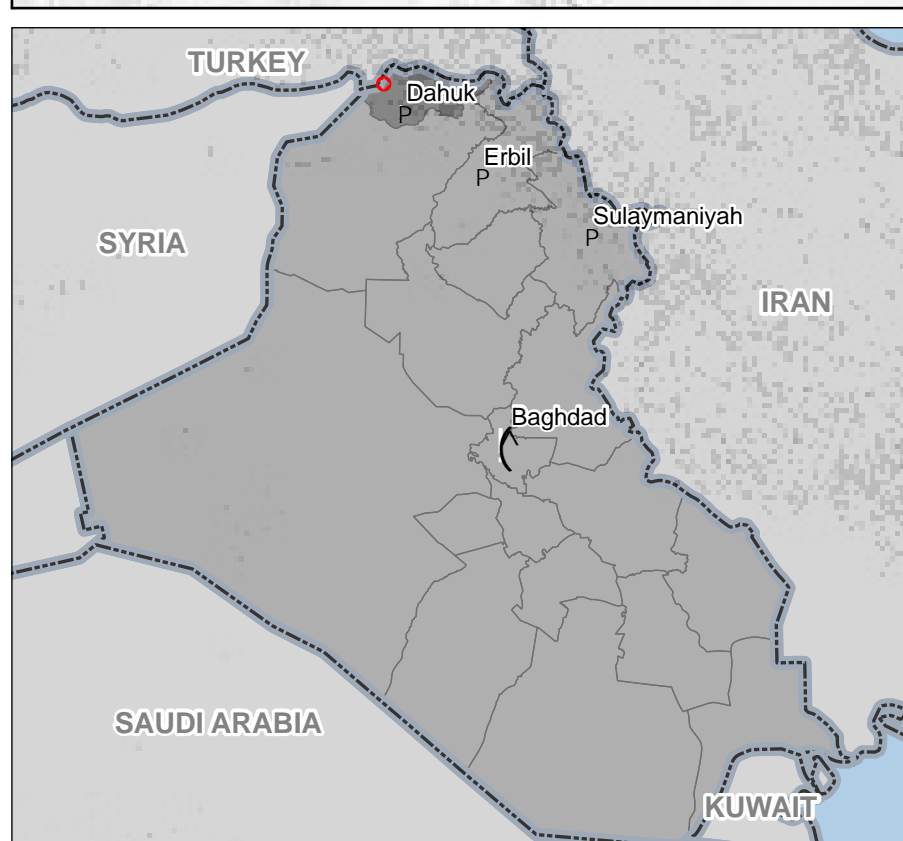 TURKEY
Dahuk
P
Erbil
P
Sulaymaniyah
P
SYRIA
IRAN
Baghdad
SAUDI ARABIA
KUWAIT